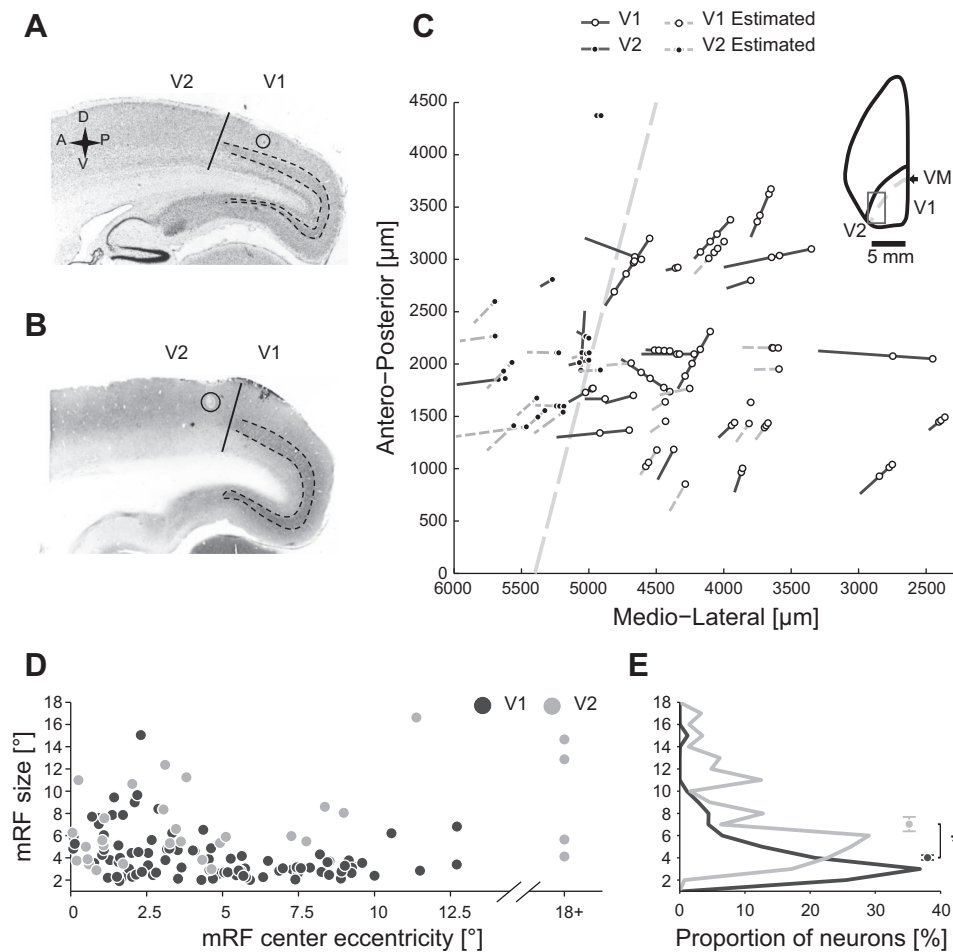 A
V2 V1
D
A P
V
B
V2 V1
C
V1 V1 Estimated
V2 V2 Estimated
4500
4000
3500
3000
2500
2000
1500
1000
500
0
Antero−Posterior [µm]
6000 5500 5000 4500 4000 3500 3000 2500
Medio−Lateral [µm]
VM
V1
V2
5 mm
D
V1 V2
18
16
14
12
10
8
6
4
2
mRF size [°]
0 2.5 5 7.5 10 12.5 18+
mRF center eccentricity [°]
E
18
16
14
12
10
8
6
4
2
0 10 20 30 40
Proportion of neurons [%]